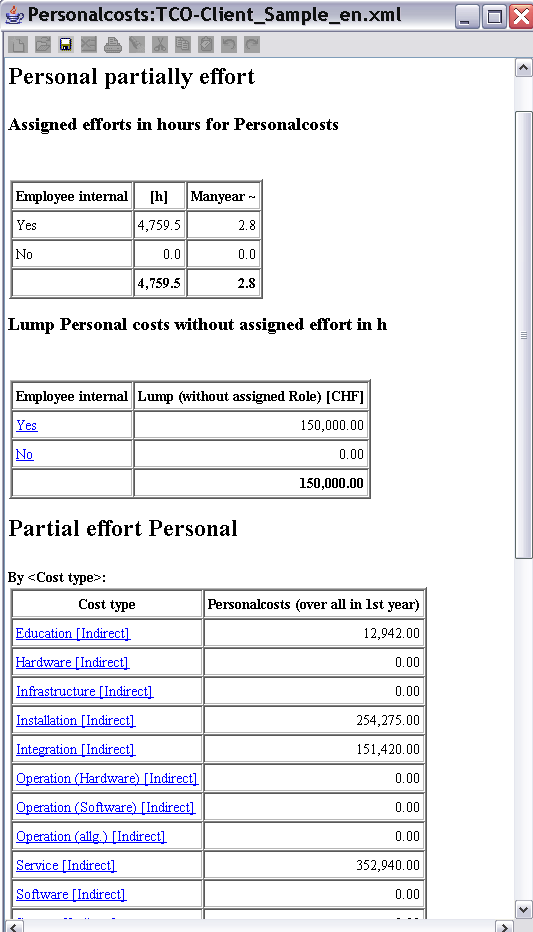 Personalcosts:TCO-Client_Sample_en.xml
Personal partially effort
Assigned efforts in hours for Personalcosts
Employee internal [h] Manyear ~
Yes 4,759.5 2.8
No 0.0 0.0
4,759.5 2.8
Lump Personal costs without assigned effort in h
Employee internal Lump (without assigned Role) [CHF]
Yes 150,000.00
No 0.00
150,000.00
Partial effort Personal
By <Cost type>:
Cost type Personalcosts (over all in 1st year)
Education [Indirect] 12,942.00
Hardware [Indirect] 0.00
Infrastructure [Indirect] 0.00
Installation [Indirect] 254,275.00
Integration [Indirect] 151,420.00
Operation (Hardware) [Indirect] 0.00
Operation (Software) [Indirect] 0.00
Operation (allg.) [Indirect] 0.00
Service [Indirect] 352,940.00
Software [Indirect] 0.00